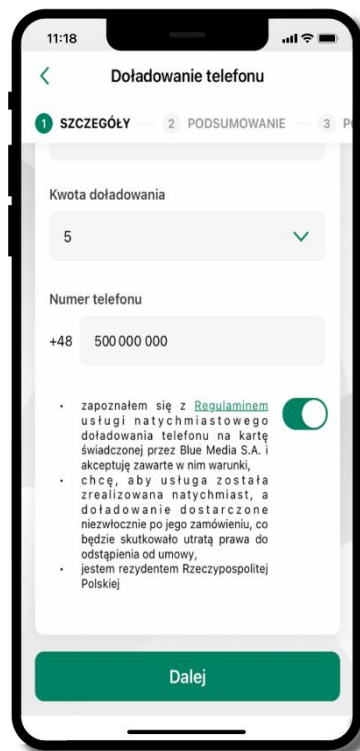 11:18
Doładowanie telefonu
1 SZCZEGÓŁY 2 PODSUMOWANIE 3 P
Kwota doładowania
5
Numer telefonu
+48 500 000 000
• zapoznałem się z Regulaminem
usługi natychmiastowego
doładowania telefonu na kartę
świadczonej przez Blue Media S.A. i
akceptuję zawarte w nim warunki,
• chcę, aby usługa została
zrealizowana natychmiast, a
doładowanie dostarczone
niezwłocznie po jego zamówieniu, co
będzie skutkowało utratą prawa do
odstąpienia od umowy,
• jestem rezydentem Rzeczypospolitej
Polskiej
Dalej